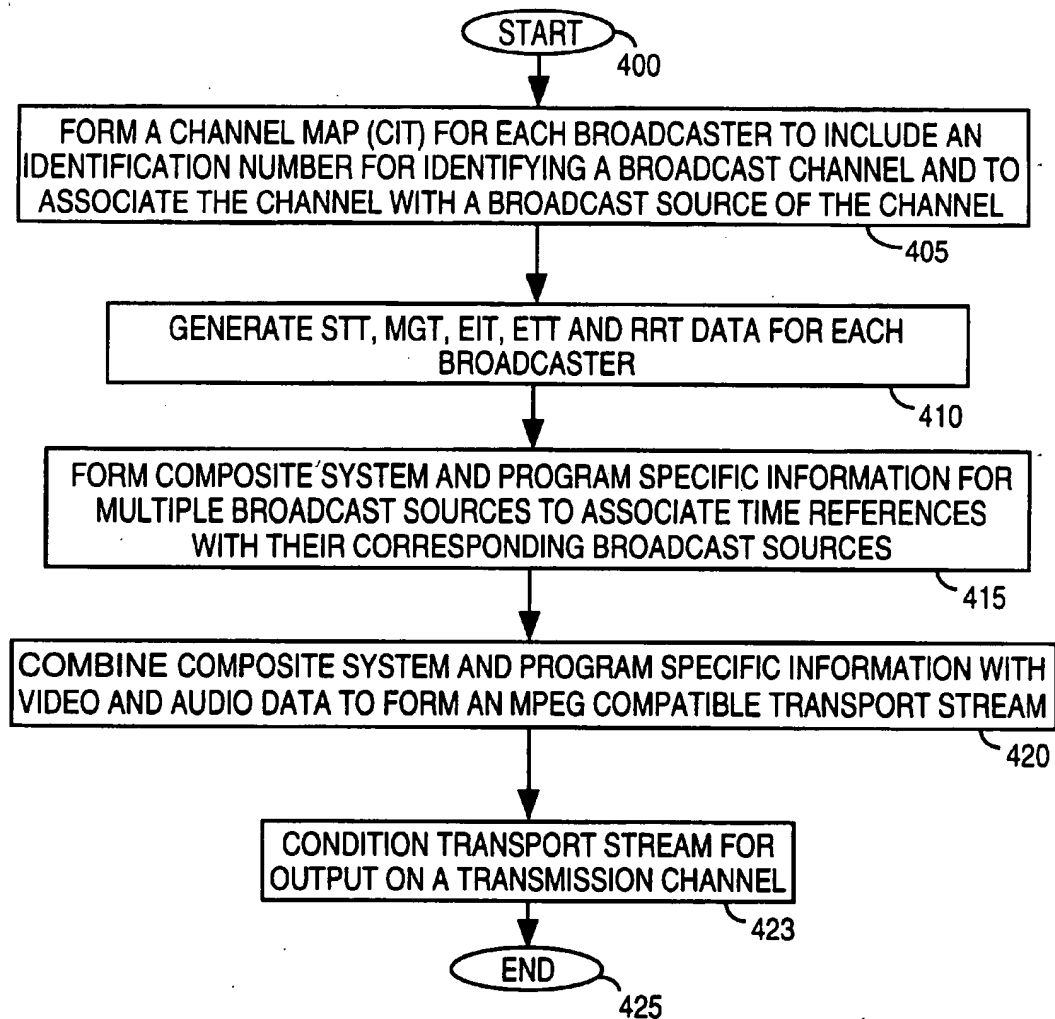 START
400
FORM A CHANNEL MAP (CIT) FOR EACH BROADCASTER TO INCLUDE AN
IDENTIFICATION NUMBER FOR IDENTIFYING A BROADCAST CHANNEL AND TO
ASSOCIATE THE CHANNEL WITH A BROADCAST SOURCE OF THE CHANNEL
405
GENERATE STT, MGT, EIT, ETT AND RRT DATA FOR EACH
BROADCASTER
410
FORM COMPOSITE SYSTEM AND PROGRAM SPECIFIC INFORMATION FOR
MULTIPLE BROADCAST SOURCES TO ASSOCIATE TIME REFERENCES
WITH THEIR CORRESPONDING BROADCAST SOURCES
415
COMBINE COMPOSITE SYSTEM AND PROGRAM SPECIFIC INFORMATION WITH
VIDEO AND AUDIO DATA TO FORM AN MPEG COMPATIBLE TRANSPORT STREAM
420
CONDITION TRANSPORT STREAM FOR
OUTPUT ON A TRANSMISSION CHANNEL
423
END
425